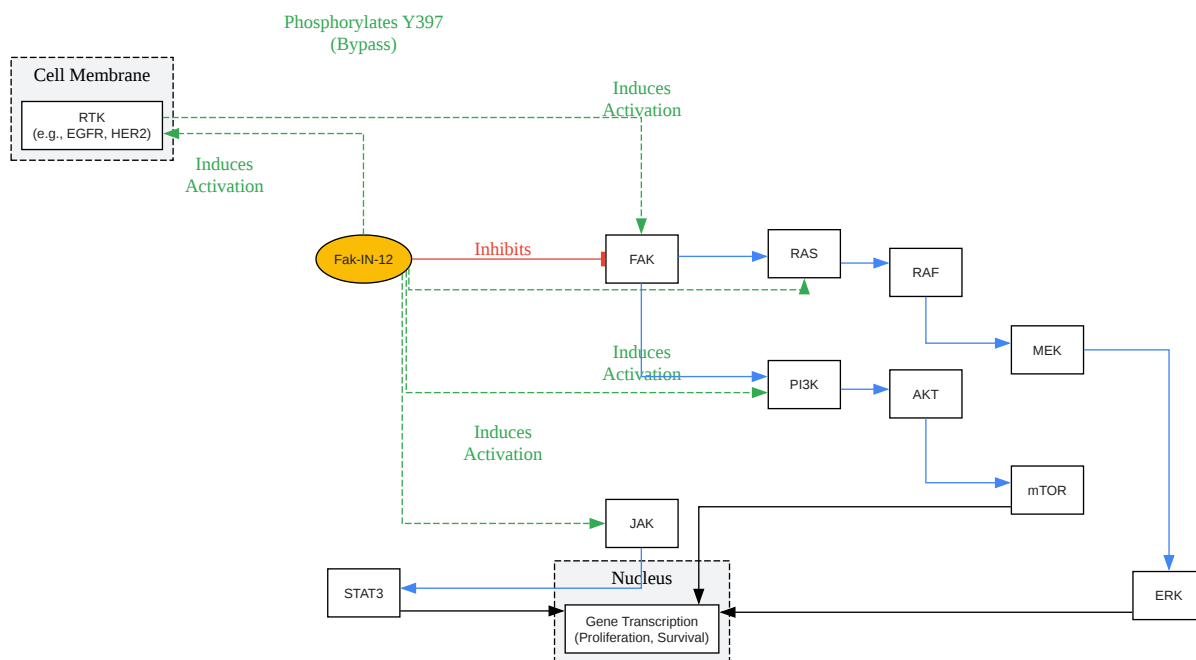 Phosphorylates Y397
(Bypass)
Cell Membrane
RTK
(e.g., EGFR, HER2)
Induces
Activation
Induces
Activation
Fak-IN-12
Inhibits
FAK
RAS
RAF
MEK
Induces
Activation
PI3K
AKT
Induces
Activation
mTOR
JAK
Nucleus
STAT3
ERK
Gene Transcription
(Proliferation, Survival)